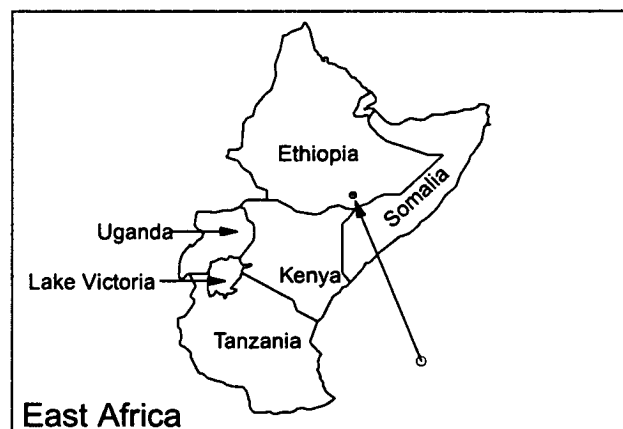 Ethiopia
Somalia
Uganda
Kenya
Lake Victoria
Tanzania
East Africa